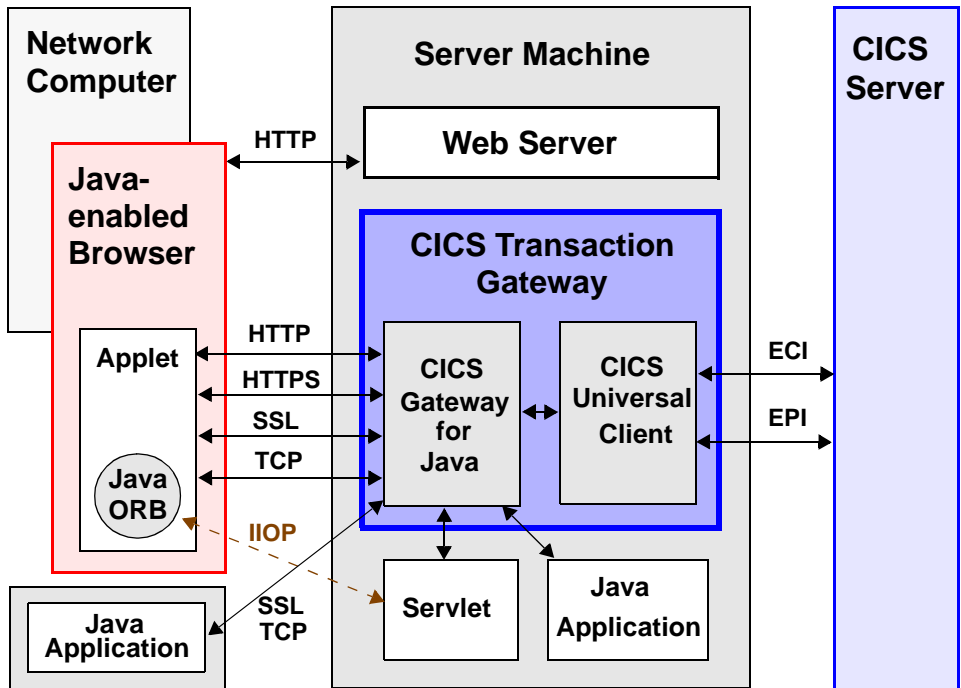 Network
Computer
Server Machine
CICS
Server
HTTP
Web Server
Java-
enabled
Browser
CICS Transaction
Gateway
Applet
HTTP
HTTPS
SSL
TCP
CICS
Gateway
for
Java
CICS
Universal
Client
ECI
EPI
Java
ORB
IIOP
Servlet
Java
Application
SSL
TCP
Java
Application